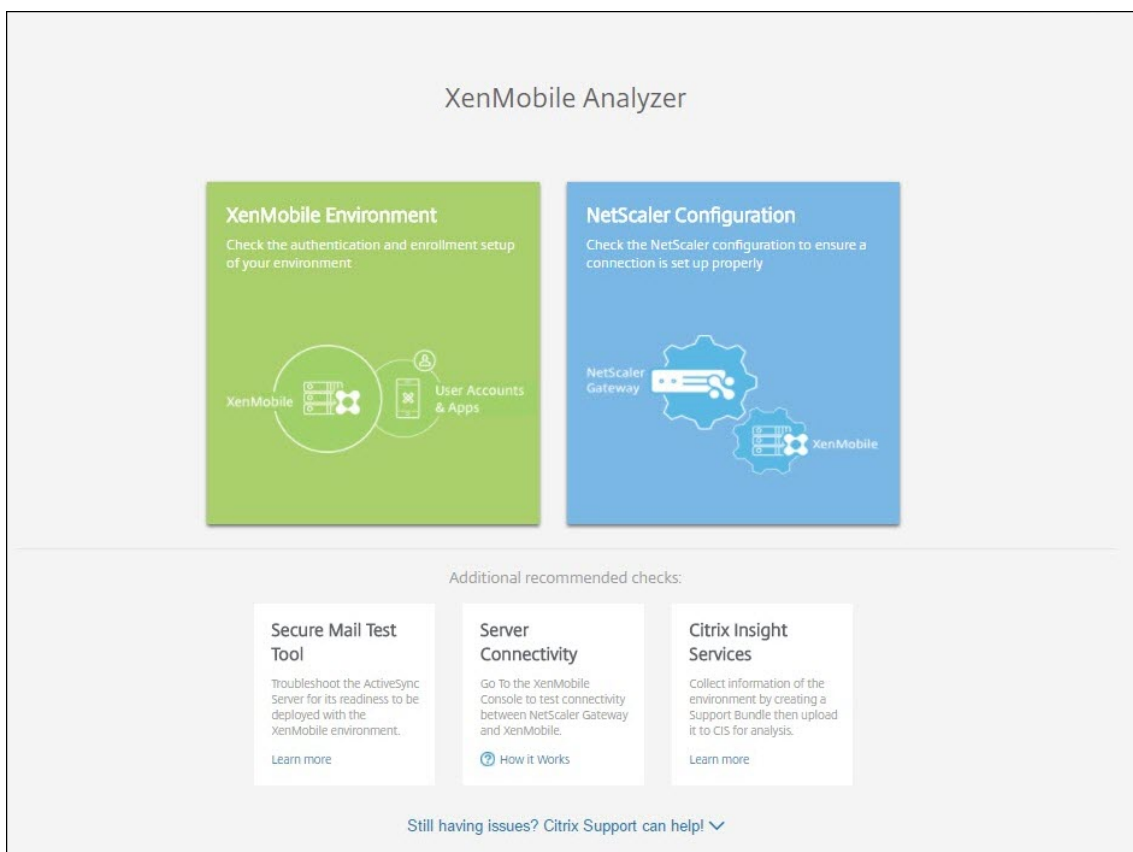 XenMobile Analyzer
XenMobile Environment
Check the authentication and enrollment setup
of your environment
XenMobile
User Accounts
& Apps
NetScaler Configuration
Check the NetScaler configuration to ensure a
connection is set up properly
NetScaler
Gateway
XenMobile
Additional recommended checks:
Secure Mail Test
Tool
Troubleshoot the ActiveSync
Server for its readiness to be
deployed with the
XenMobile environment.
Learn more
Server
Connectivity
Go To the XenMobile
Console to test connectivity
between NetScaler Gateway
and XenMobile.
? How it Works
Citrix Insight
Services
Collect information of the
environment by creating a
Support Bundle then upload
it to CIS for analysis.
Learn more
Still having issues? Citrix Support can help!